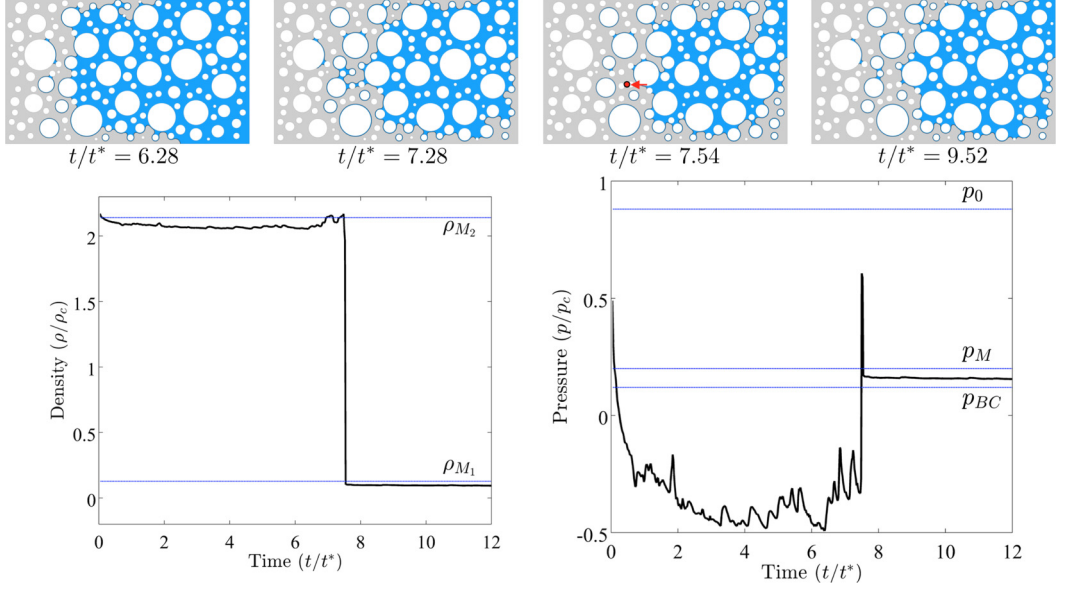 t/t* = 6.28
t/t* = 7.28
t/t* = 7.54
t/t* = 9.52
Density (ρ/ρc)
2
1.5
1
0.5
0
ρM2
ρM1
0 2 4 6 8 10 12
Time (t/t*)
Pressure (p/pc)
1
0.5
0
-0.5
p0
pM
pBC
0 2 4 6 8 10 12
Time (t/t*)